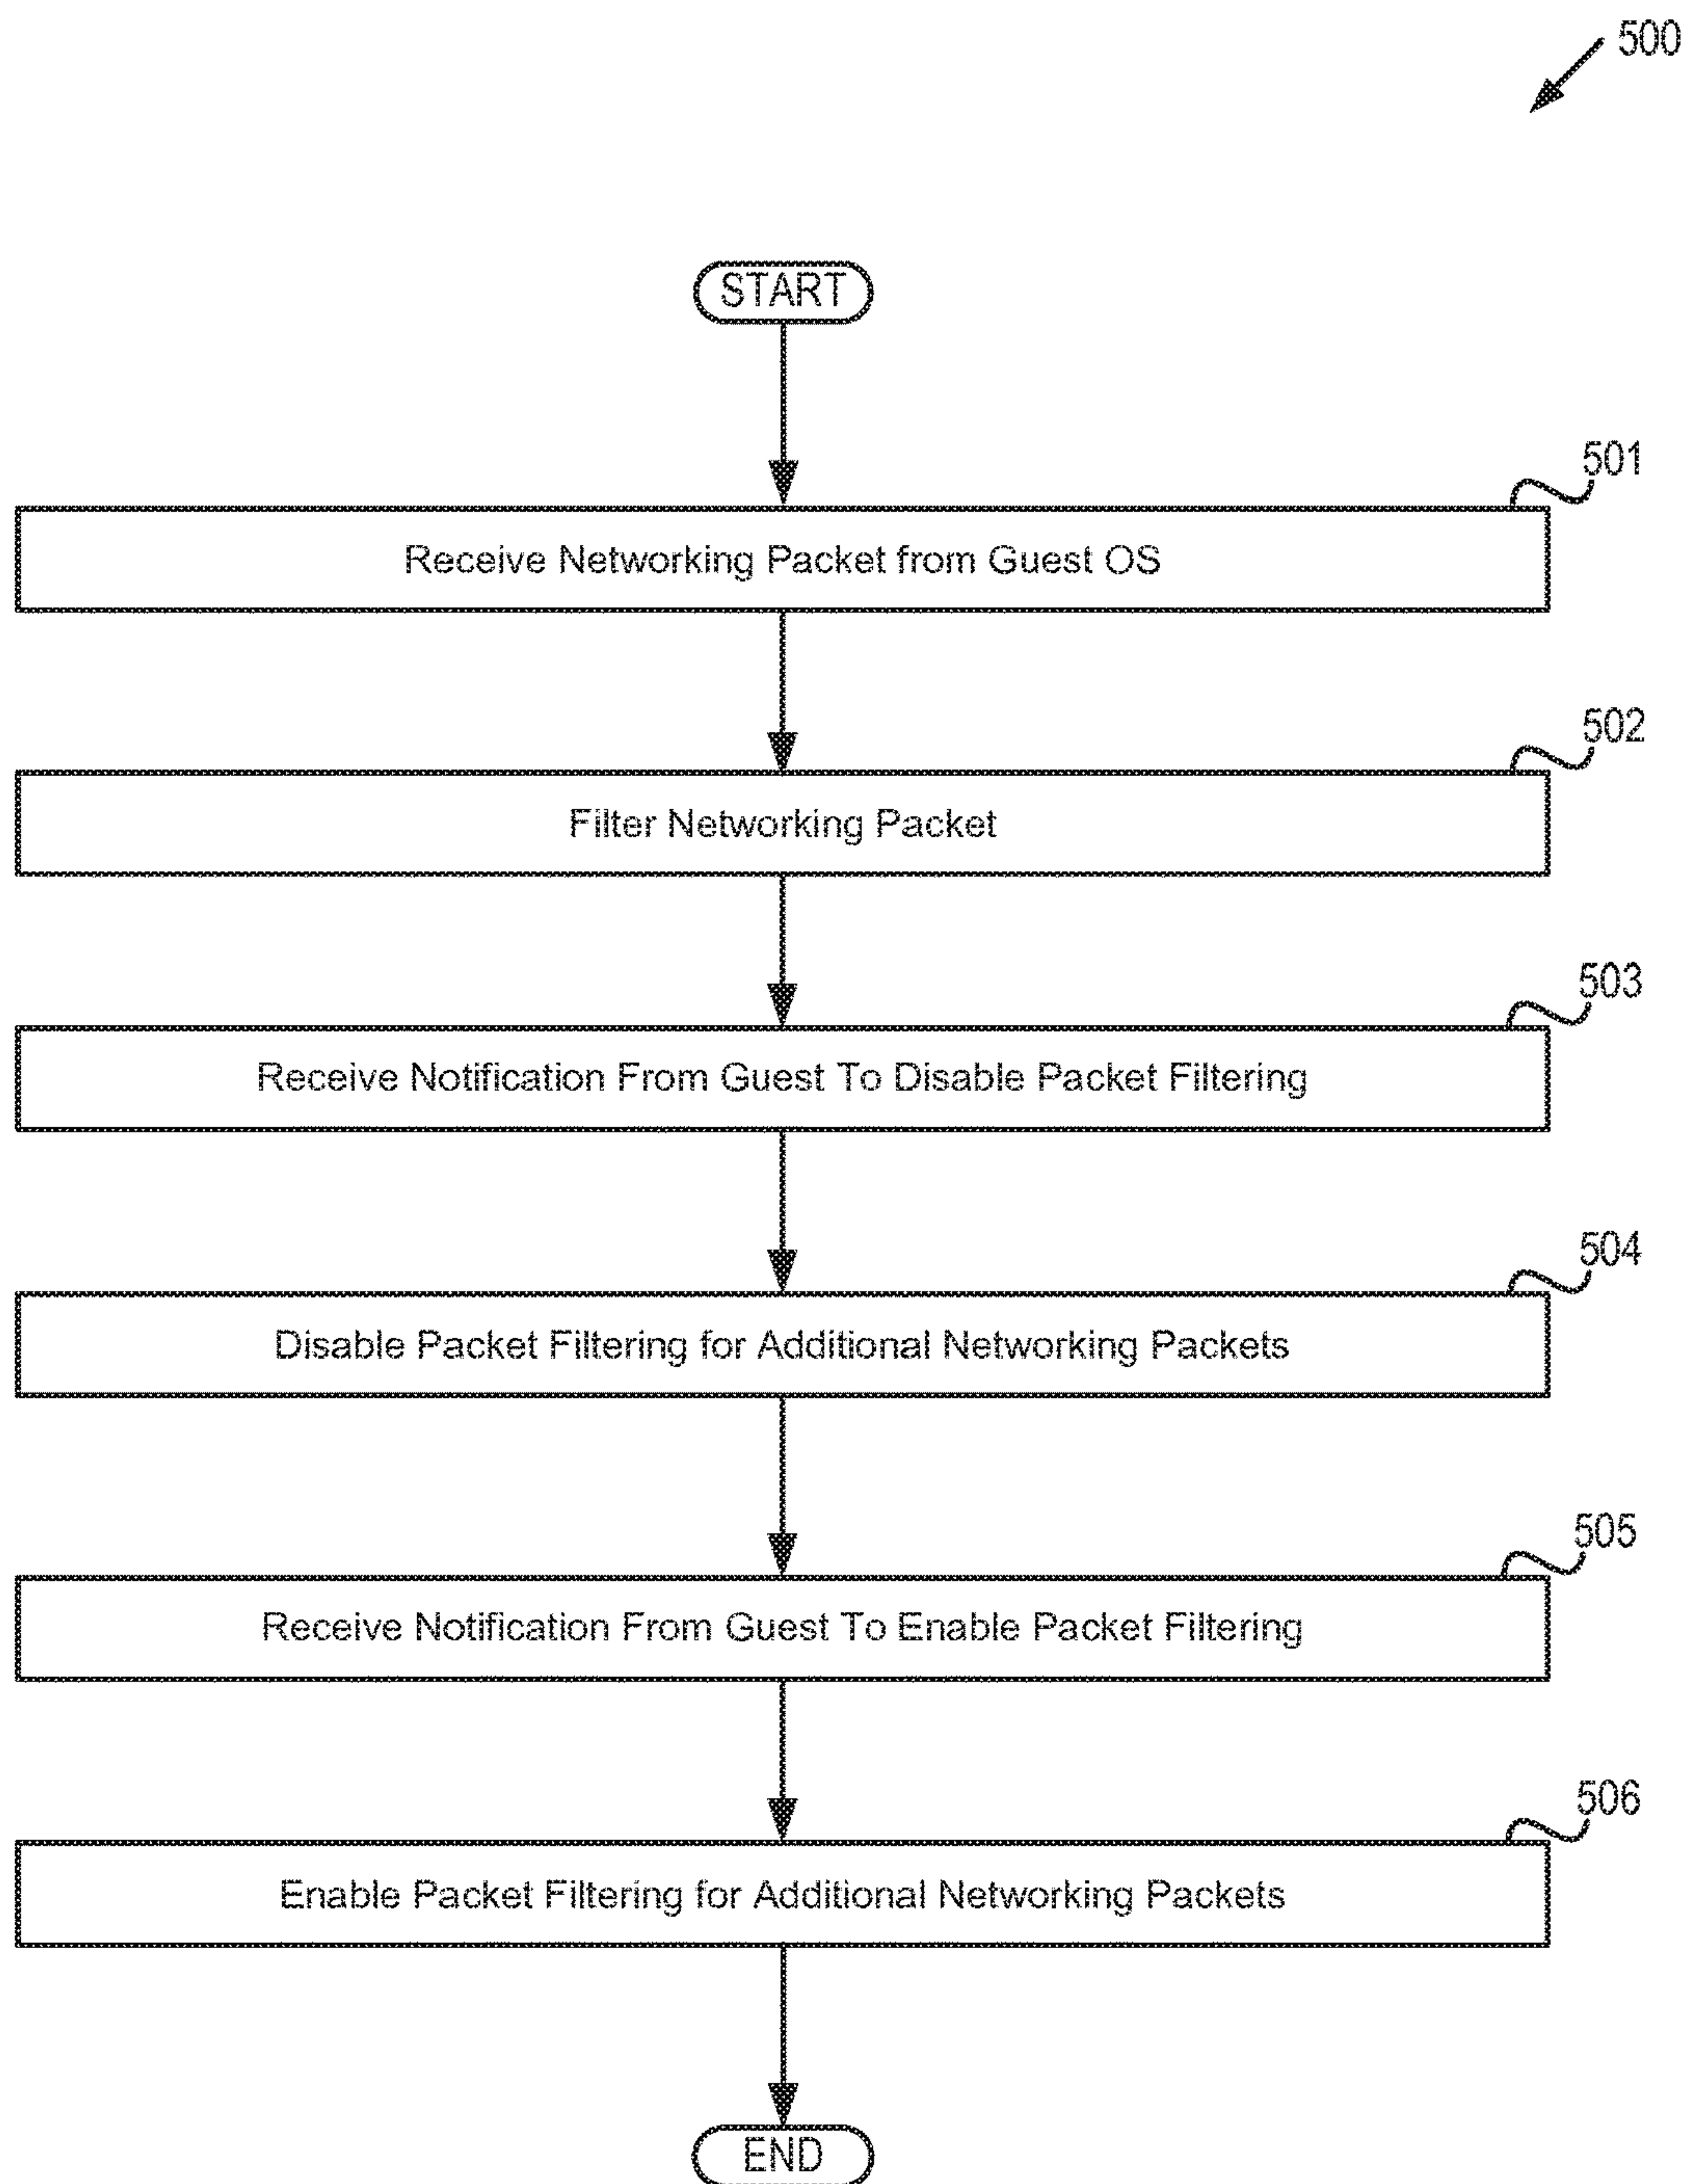 500
START
501
Receive Networking Packet from Guest OS
502
Filter Networking Packet
503
Receive Notification From Guest To Disable Packet Filtering
504
Disable Packet Filtering for Additional Networking Packets
505
Receive Notification From Guest To Enable Packet Filtering
506
Enable Packet Filtering for Additional Networking Packets
END